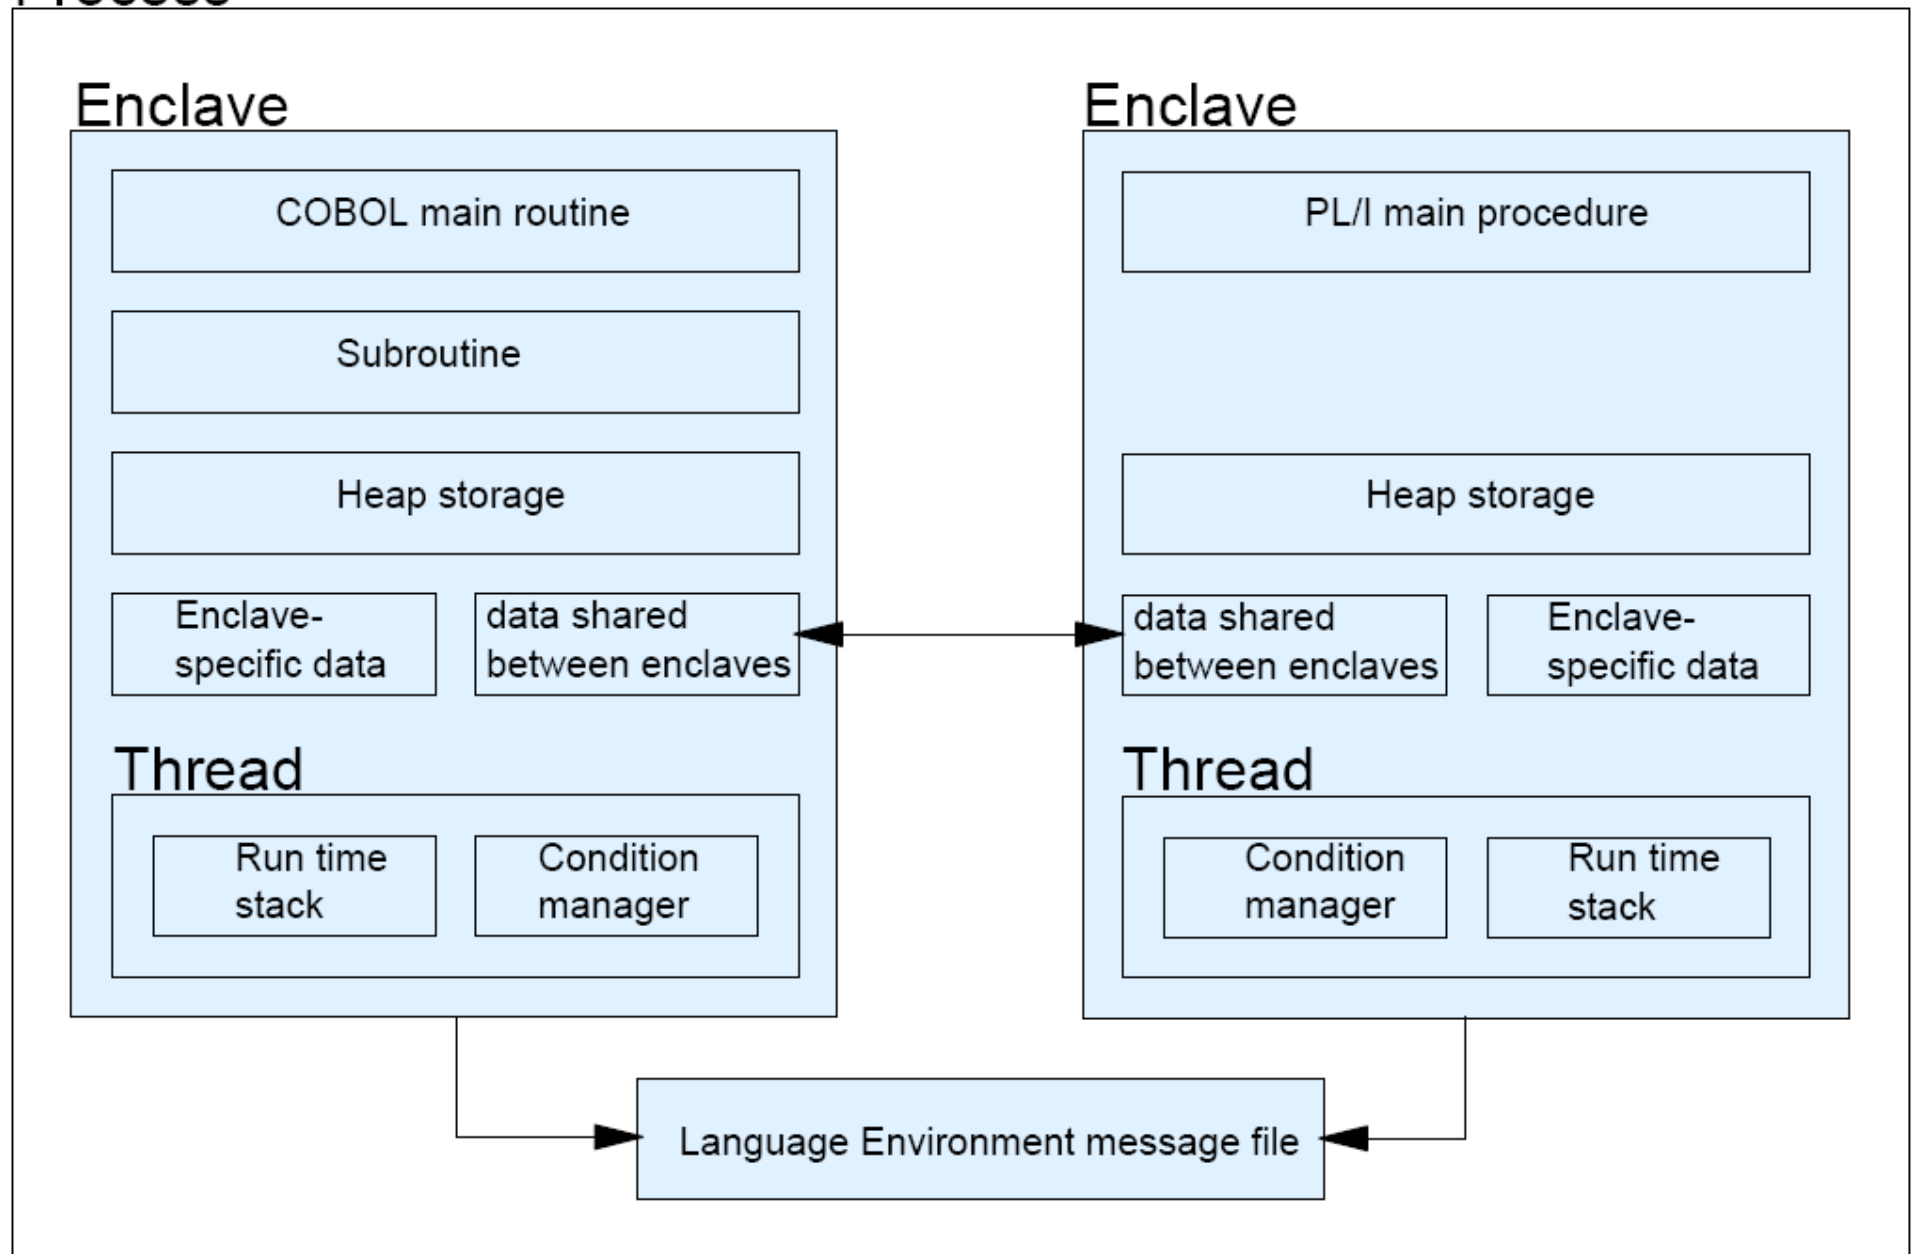 Process
Enclave
COBOL main routine
Subroutine
Heap storage
Enclave-
specific data
data shared
between enclaves
Thread
Run time
stack
Condition
manager
Enclave
PL/I main procedure
Heap storage
data shared
between enclaves
Enclave-
specific data
Thread
Condition
manager
Run time
stack
Language Environment message file